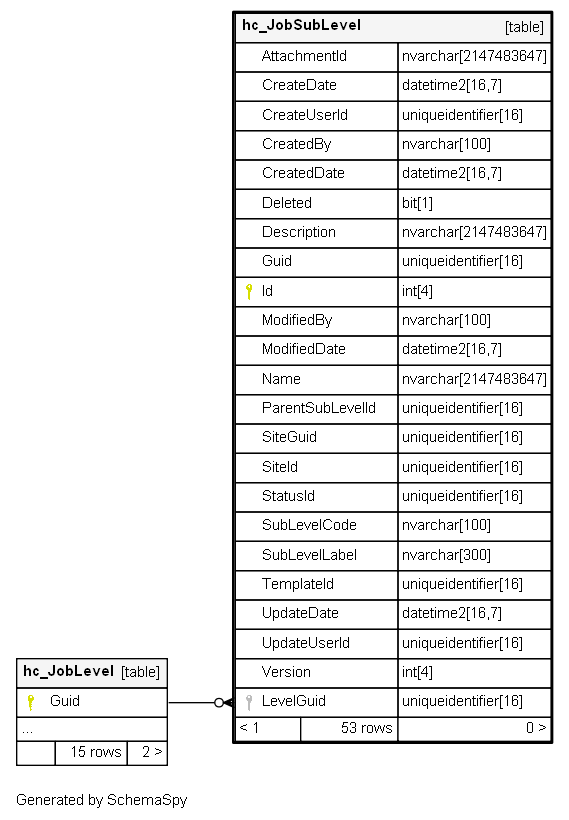 hc_JobSubLevel [table]
AttachmentId nvarchar[2147483647]
CreateDate datetime2[16,7]
CreateUserId uniqueidentifier[16]
CreatedBy nvarchar[100]
CreatedDate datetime2[16,7]
Deleted bit[1]
Description nvarchar[2147483647]
Guid uniqueidentifier[16]
Id int[4]
ModifiedBy nvarchar[100]
ModifiedDate datetime2[16,7]
Name nvarchar[2147483647]
ParentSubLevelId uniqueidentifier[16]
SiteGuid uniqueidentifier[16]
SiteId uniqueidentifier[16]
StatusId uniqueidentifier[16]
SubLevelCode nvarchar[100]
SubLevelLabel nvarchar[300]
TemplateId uniqueidentifier[16]
UpdateDate datetime2[16,7]
UpdateUserId uniqueidentifier[16]
Version int[4]
LevelGuid uniqueidentifier[16]
< 1 53 rows 0 >
hc_JobLevel [table]
Guid
...
15 rows 2 >
Generated by SchemaSpy